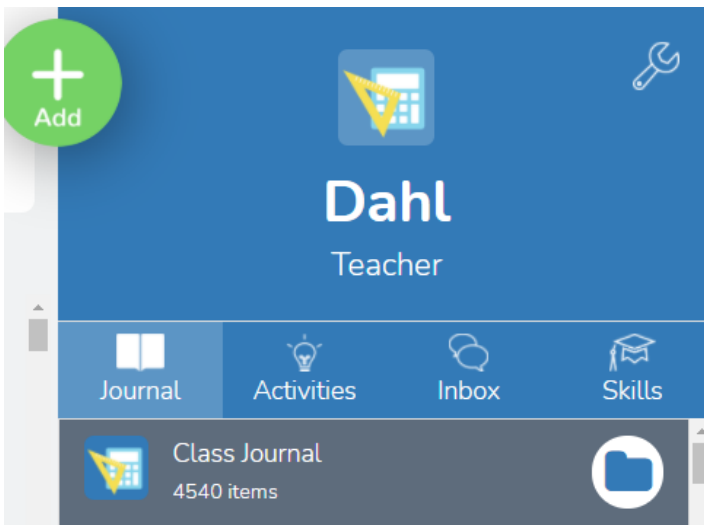 Add
Dahl
Teacher
Journal Activities Inbox Skills
Class Journal
4540 items